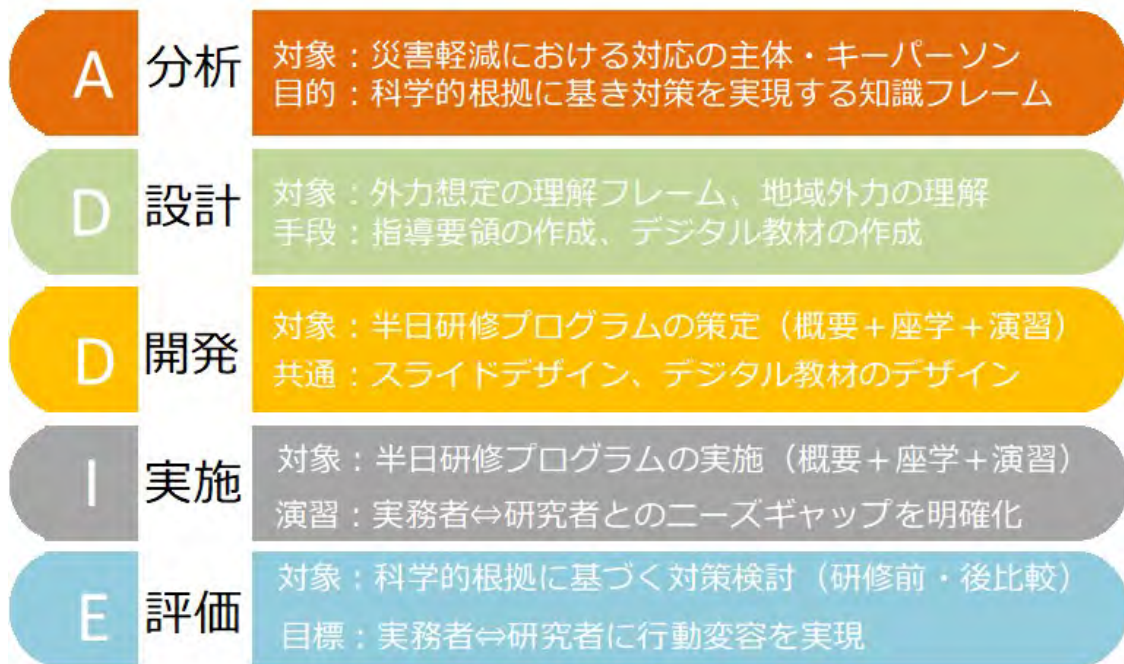 A 分析 対象：災害軽減における対応の主体・キーパーソン
目的：科学的根拠に基き対策を実現する知識フレーム
D 設計 対象：外力想定の理解フレーム、地域外力の理解
手段：指導要領の作成、デジタル教材の作成
D 開発 対象：半日研修プログラムの策定（概要＋座学＋演習）
共通：スライドデザイン、デジタル教材のデザイン
I 実施 対象：半日研修プログラムの実施（概要＋座学＋演習）
演習：実務者⇔研究者とのニーズギャップを明確化
E 評価 対象：科学的根拠に基づく対策検討（研修前・後比較）
目標：実務者⇔研究者に行動変容を実現